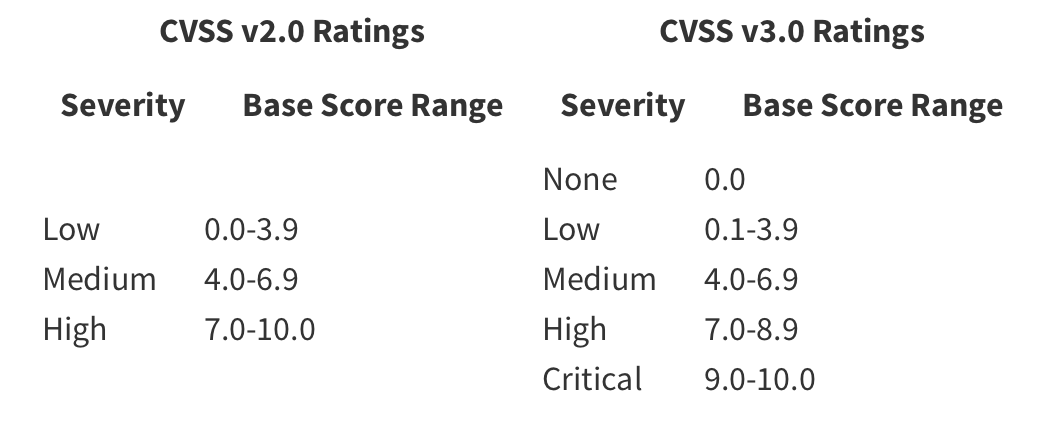 CVSS v2.0 Ratings CVSS v3.0 Ratings
Severity Base Score Range Severity Base Score Range
None 0.0
Low 0.0-3.9 Low 0.1-3.9
Medium 4.0-6.9 Medium 4.0-6.9
High 7.0-10.0 High 7.0-8.9
Critical 9.0-10.0